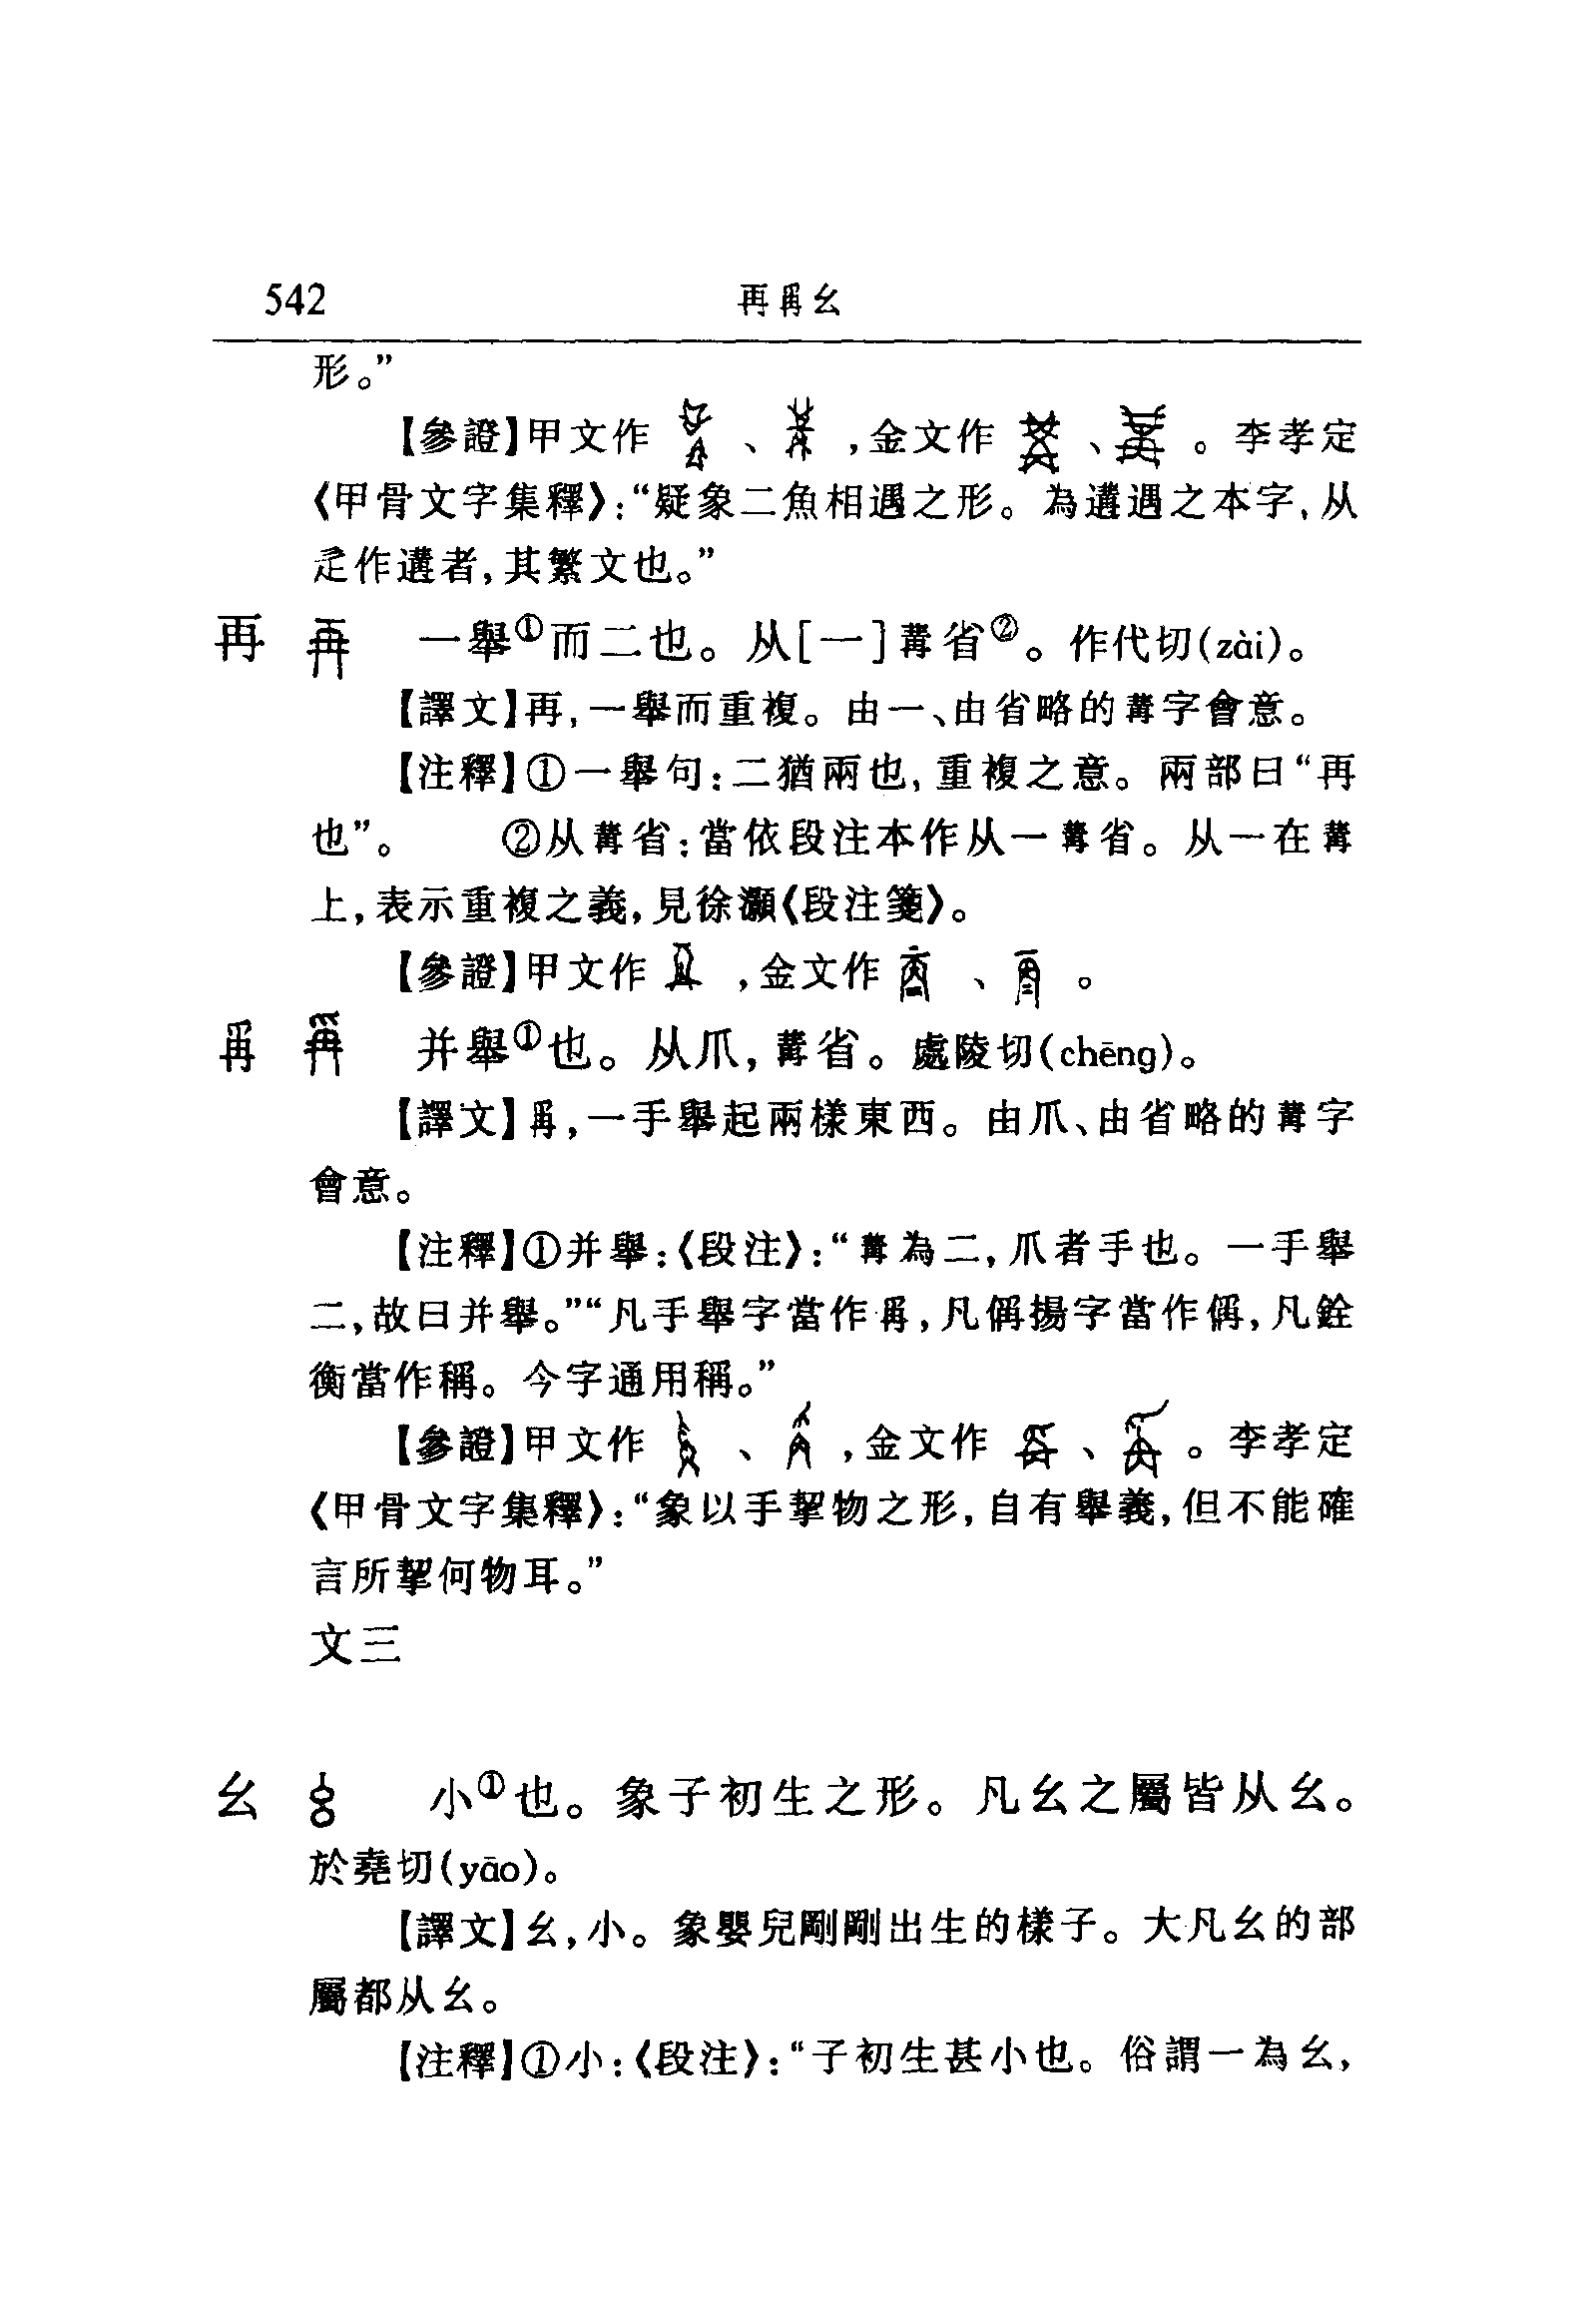 542 再爯幺
形。”
【參證】甲文作、,金文作、。李孝定
《甲骨文字集釋》:“疑象二魚相遇之形。為遘遇之本字,从
辵作遘者,其繁文也。”
再 一舉①而二也。从[一]冓省②。作代切(zài)。
【譯文】再,一舉而重複。由一、由省略的冓字會意。
【注釋】①一舉句:二猶兩也,重複之意。兩部曰“再
也”。 ②从冓省:當依段注本作从一冓省。从一在冓
上,表示重複之義,見徐灝《段注箋》。
【參證】甲文作,金文作、。
爯 并舉①也。从爪,冓省。處陵切(chēng)。
【譯文】爯,一手舉起兩樣東西。由爪、由省略的冓字
會意。
【注釋】①并舉:《段注》:“冓為二,爪者手也。一手舉
二,故曰并舉。”“凡手舉字當作爯,凡偁揚字當作偁,凡銓
衡當作稱。今字通用稱。”
【參證】甲文作、,金文作、。李孝定
《甲骨文字集釋》:“象以手挈物之形,自有舉義,但不能確
言所挈何物耳。”
文三
幺 小①也。象子初生之形。凡幺之屬皆从幺。
於堯切(yāo)。
【譯文】幺,小。象嬰兒剛剛出生的樣子。大凡幺的部
屬都从幺。
【注釋】①小:《段注》:“子初生甚小也。俗謂一為幺,